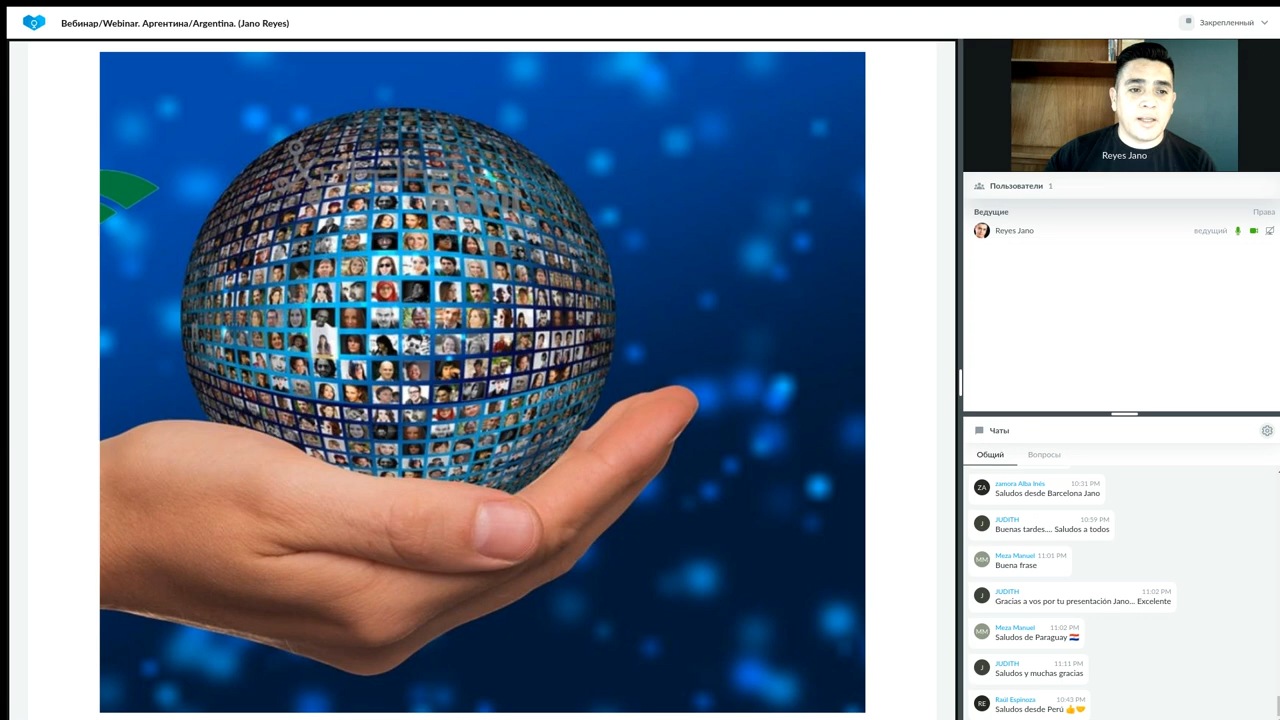 Вебинар/Webinar. Аргентина/Argentina. (Jano Reyes)
Закрепленный
Reyes Jano
Пользователи 1
Ведущие Права
Reyes Jano ведущий
Чаты
Общий Вопросы
ZA zamora Alba Inés 10:31 PM
Saludos desde Barcelona Jano
J JUDITH 10:59 PM
Buenas tardes.... Saludos a todos
MM Meza Manuel 11:01 PM
Buena frase
J JUDITH 11:02 PM
Gracias a vos por tu presentación Jano... Excelente
MM Meza Manuel 11:02 PM
Saludos de Paraguay 🇵🇾
J JUDITH 11:11 PM
Saludos y muchas gracias
RE Raúl Espinoza 10:43 PM
Saludos desde Perú 👍🤝